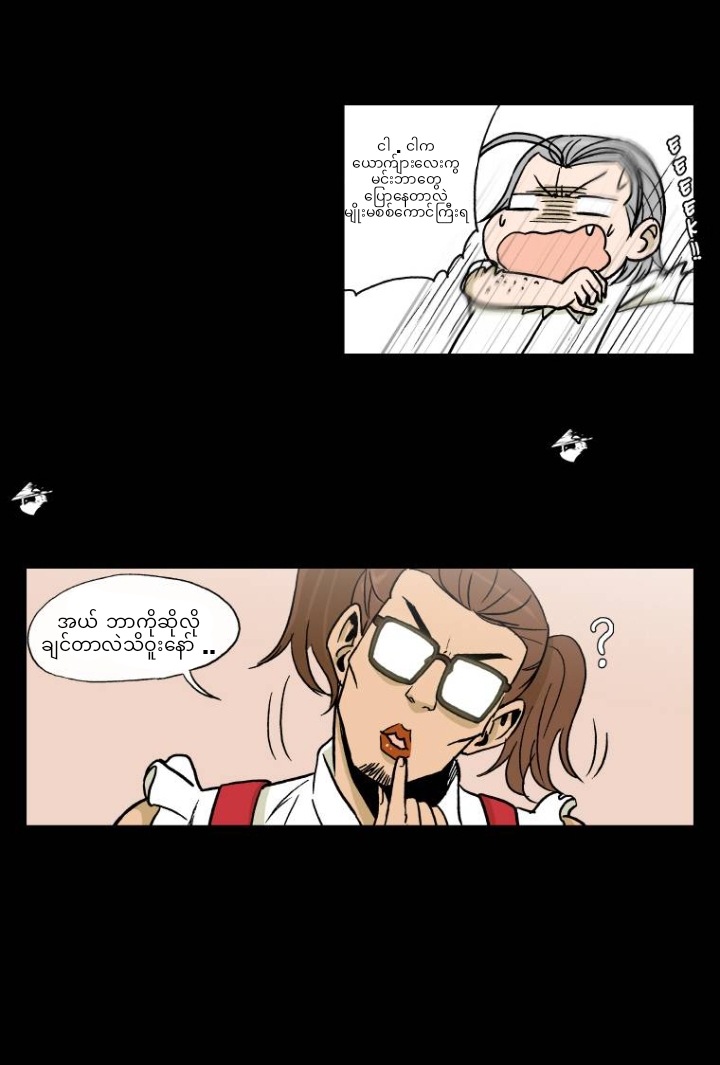 ငါ . ငါက
ယောကျ်ားလေးကွ
မင်းဘာတွေ
ပြောနေတာလဲ
မျိုးမစစ်ကောင်ကြီးရ
EEEEK!!
အယ် ဘာကိုဆိုလို
ချင်တာလဲသိဝူးနော် ..
?